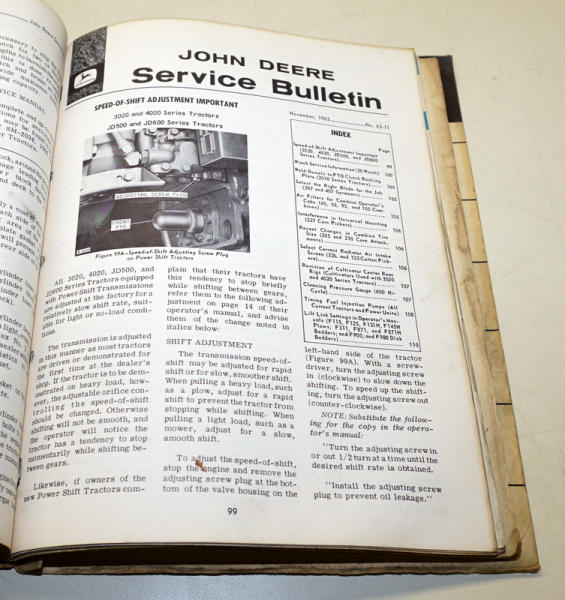 JOHN DEERE
Service Bulletin
November, 1963
No. 63-11
SPEED-OF-SHIFT ADJUSTMENT IMPORTANT
3020 and 4020 Series Tractors
JD500 and JD600 Series Tractors
ADJUSTING SCREW PLUG
FRONT
PTO
Figure 99A—Speed-of-Shift Adjusting Screw Plug
on Power Shift Tractors
All 3020, 4020, JD500, and
JD600 Series Tractors equipped
with Power Shift Transmissions
are adjusted at the factory for a
relatively slow shift rate, suit-
able for light or no-load condi-
tions.
The transmission is adjusted
in this manner as most tractors
are driven or demonstrated for
the first time at the dealer's
shop. If the tractor is to be dem-
onstrated on heavy load, how-
ever, the adjustable orifice con-
trolling the speed-of-shift
should be changed. Otherwise
shifting will not be smooth, and
the operator will notice the
tractor has a tendency to stop
momentarily while shifting be-
tween gears.
Likewise, if owners of the
new Power Shift Tractors com-
plain that their tractors have
this tendency to stop briefly
while shifting between gears,
refer them to the following ad-
justment on page 14 of their
operator's manual, and advise
them of the change noted in
italics below:
SHIFT ADJUSTMENT
The transmission speed-of-
shift may be adjusted for rapid
shift or for slow, smoother shift.
When pulling a heavy load, such
as a plow, adjust for a rapid
shift to prevent the tractor from
stopping while shifting. When
pulling a light load, such as a
mower, adjust for a slow,
smooth shift.
To adjust the speed-of-shift,
stop the engine and remove the
adjusting screw plug at the bot-
tom of the valve housing on the
INDEX
Page
Speed-of-Shift Adjustment Important
(3020, 4020, JD500, and JD600
Series Tractors) 99
Winch Service Information (20 Winch) 100
Weld Dowels to PTO Clutch Backing
Plate (2010 Series Tractors) 103
Select the Right Blade for the Job
(207 and 407 Gyramors) 105
Air Filters for Combine Operator's
Cabs (45, 55, 95, and 105 Com-
bines) 105
Interference in Universal Mounting
(227 Corn Pickers) 106
Recent Changes in Combine Tire
Size (205 and 210 Corn Attach-
ments) 106
Select Correct Radiator Air Intake
Screen
Revision of Cultivator Center Rear
Rigs (Cultivators Used with 3020
and 4020 Series Tractors)
Cleaning Pressure Gauge (600 Hi-
Cycle) 107
Timing Fuel Injection Pumps (All
Current Tractors and Power Units) 108
Lift Link Settings in Operator's Man-
uals (F115, F125, F135H, F145H
Plows; F311, F871, and F871H
Bedders; and F900, and F980 Disk
Bedders) 110
left-hand side of the tractor
(Figure 99A). With a screw-
driver, turn the adjusting screw
in (clockwise) to slow down the
shifting. To speed up the shift-
ing, turn the adjusting screw out
(counter-clockwise).
NOTE: Substitute the follow-
ing for the copy in the opera-
tor's manual:
"Turn the adjusting screw in
or out 1/2 turn at a time until the
desired shift rate is obtained.
"Install the adjusting screw
plug to prevent oil leakage."
99